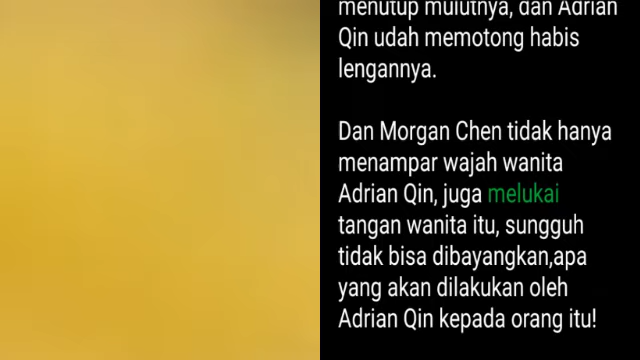 menutup mulutnya, dan Adrian
Qin udah memotong habis
lengannya.
Dan Morgan Chen tidak hanya
menampar wajah wanita
Adrian Qin, juga melukai
tangan wanita itu, sungguh
tidak bisa dibayangkan,apa
yang akan dilakukan oleh
Adrian Qin kepada orang itu!